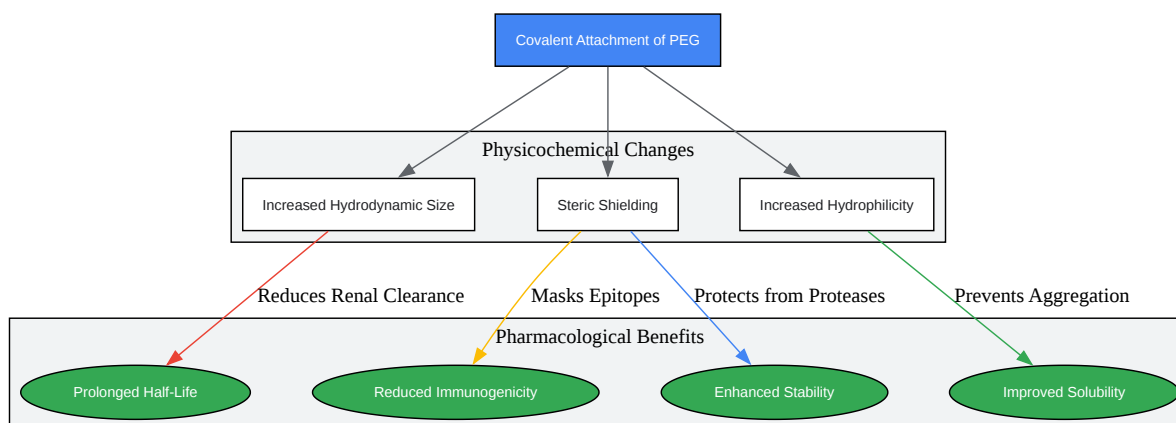 Covalent Attachment of PEG
Physicochemical Changes
Increased Hydrodynamic Size
Steric Shielding
Increased Hydrophilicity
Reduces Renal Clearance
Masks Epitopes
Protects from Proteases
Prevents Aggregation
Pharmacological Benefits
Prolonged Half-Life
Reduced Immunogenicity
Enhanced Stability
Improved Solubility